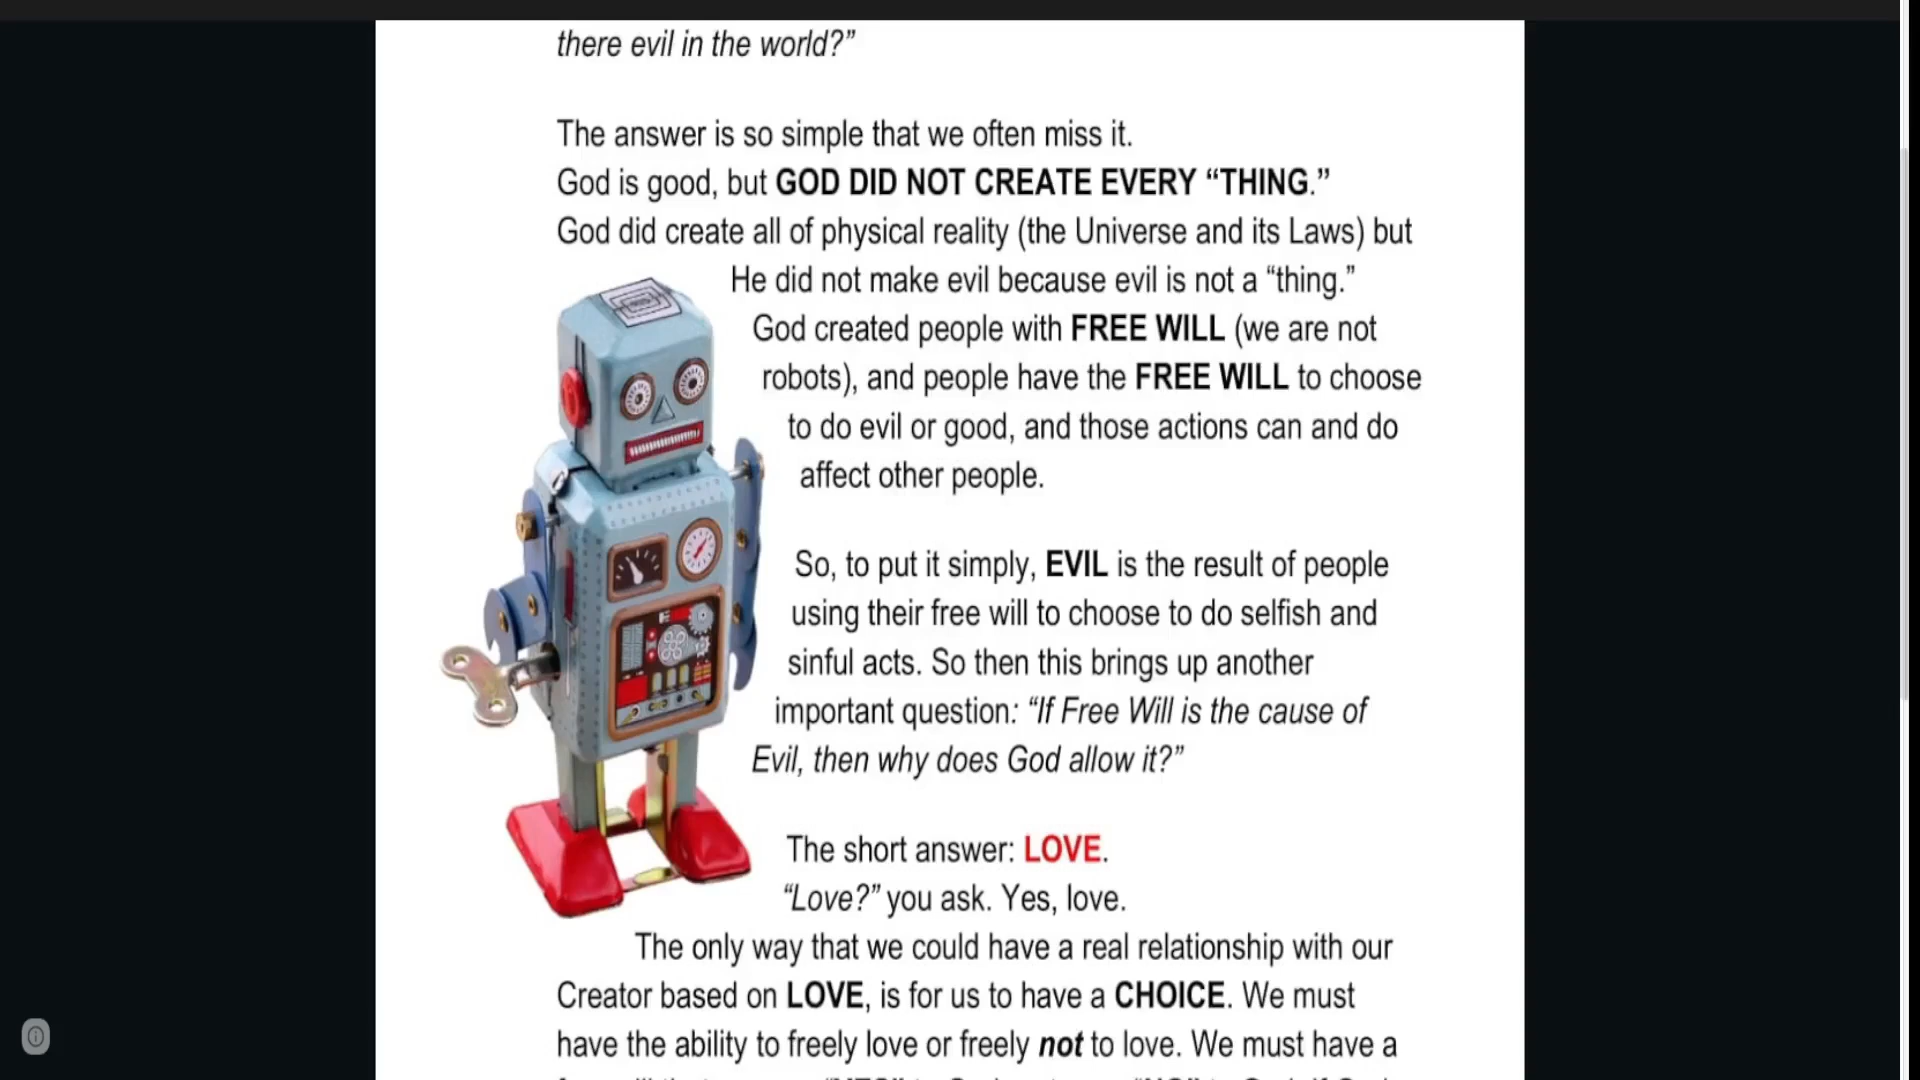 there evil in the world?”
The answer is so simple that we often miss it.
God is good, but GOD DID NOT CREATE EVERY “THING.”
God did create all of physical reality (the Universe and its Laws) but
He did not make evil because evil is not a “thing.”
God created people with FREE WILL (we are not
robots), and people have the FREE WILL to choose
to do evil or good, and those actions can and do
affect other people.
So, to put it simply, EVIL is the result of people
using their free will to choose to do selfish and
sinful acts. So then this brings up another
important question: “If Free Will is the cause of
Evil, then why does God allow it?”
The short answer: LOVE.
“Love?” you ask. Yes, love.
The only way that we could have a real relationship with our
Creator based on LOVE, is for us to have a CHOICE. We must
have the ability to freely love or freely not to love. We must have a